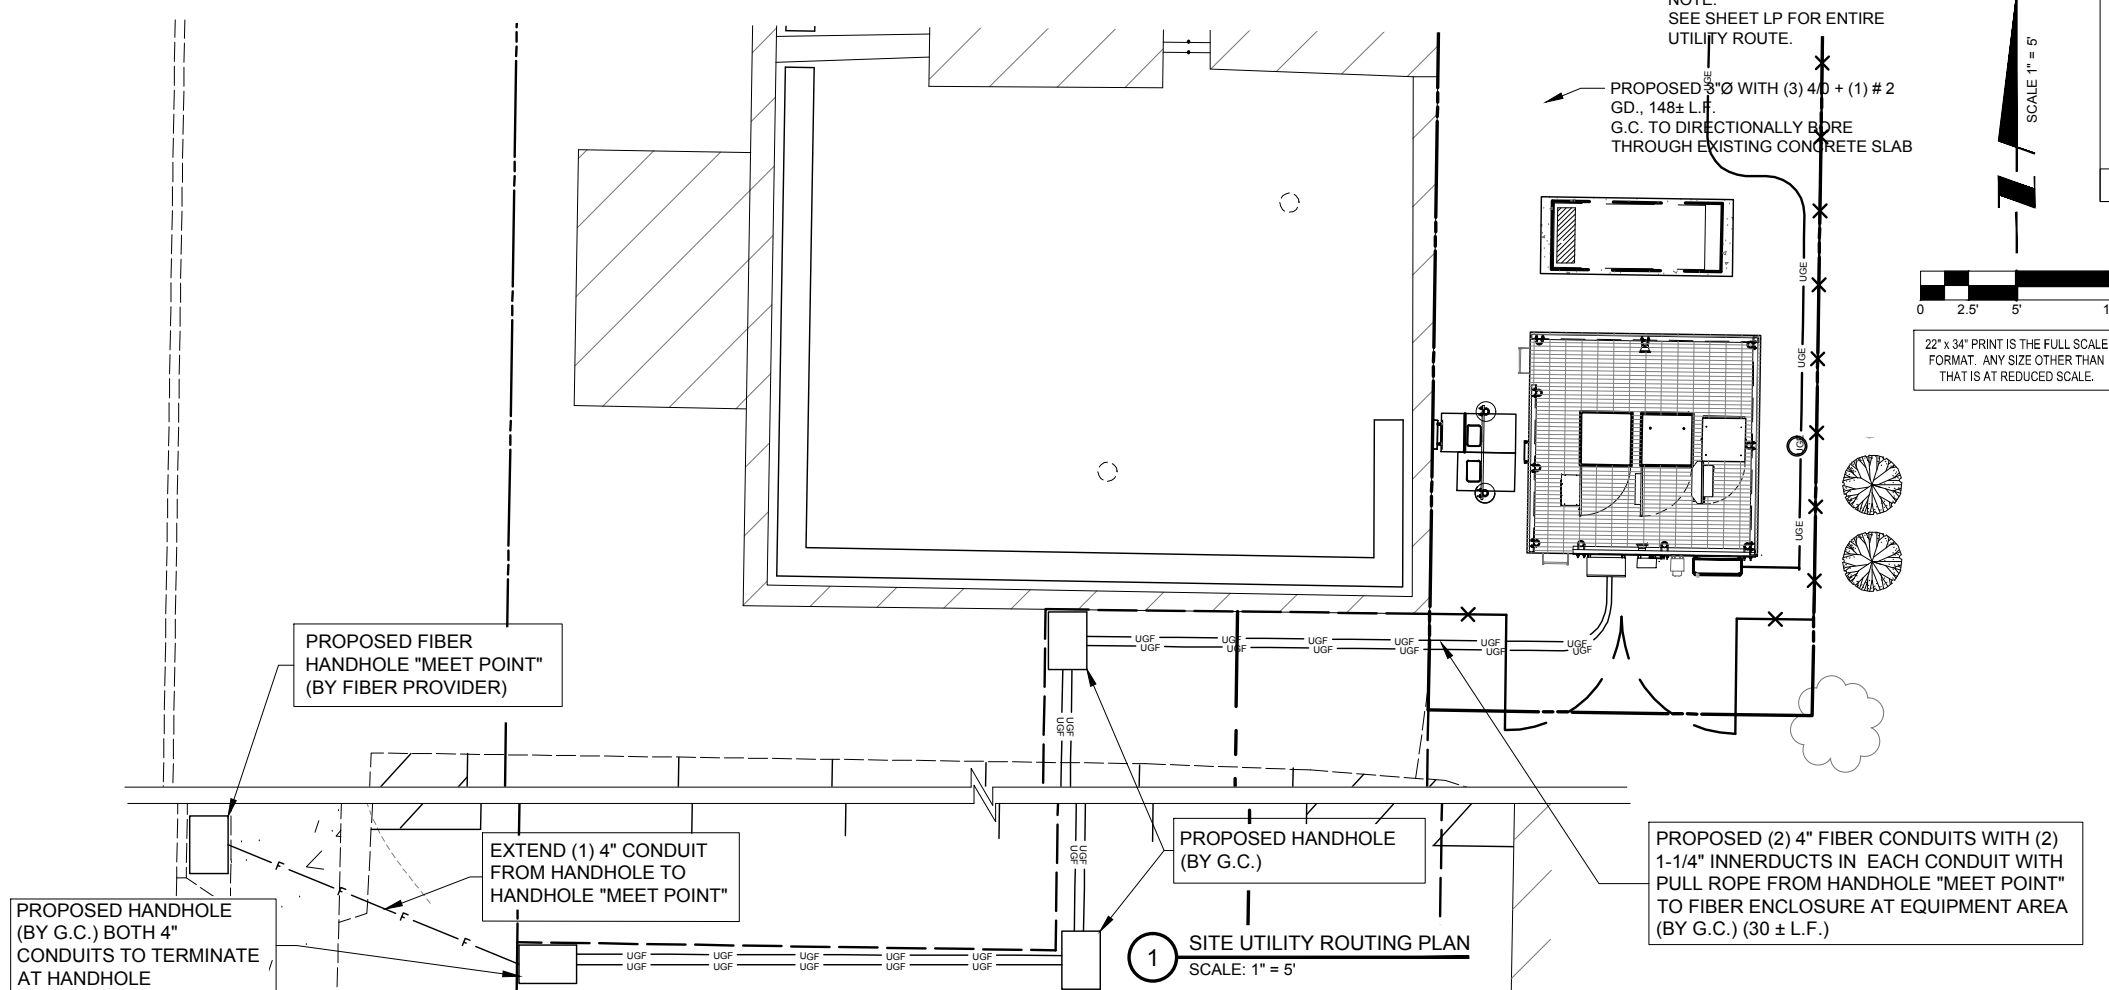 NOTE:
SEE SHEET LP FOR ENTIRE
UTILITY ROUTE.
PROPOSED 3"Ø WITH (3) 4/0 + (1) # 2
GD., 148± L.F.
G.C. TO DIRECTIONALLY BORE
THROUGH EXISTING CONCRETE SLAB
UGE
SCALE 1" = 5'
0 2.5' 5' 1
22" x 34" PRINT IS THE FULL SCALE
FORMAT. ANY SIZE OTHER THAN
THAT IS AT REDUCED SCALE.
UGE
UGE
UGE
UGE
PROPOSED FIBER
HANDHOLE "MEET POINT"
(BY FIBER PROVIDER)
UGF UGF UGF UGF UGF UGF
UGF UGF UGF UGF UGF UGF
UGF
UGF
UGF
UGF
EXTEND (1) 4" CONDUIT
FROM HANDHOLE TO
HANDHOLE "MEET POINT"
F
F
F
PROPOSED HANDHOLE
(BY G.C.)
PROPOSED (2) 4" FIBER CONDUITS WITH (2)
1-1/4" INNERDUCTS IN EACH CONDUIT WITH
PULL ROPE FROM HANDHOLE "MEET POINT"
TO FIBER ENCLOSURE AT EQUIPMENT AREA
(BY G.C.) (30 ± L.F.)
PROPOSED HANDHOLE
(BY G.C.) BOTH 4"
CONDUITS TO TERMINATE
AT HANDHOLE
UGF UGF UGF UGF UGF
UGF UGF UGF UGF UGF
1 SITE UTILITY ROUTING PLAN
SCALE: 1" = 5'